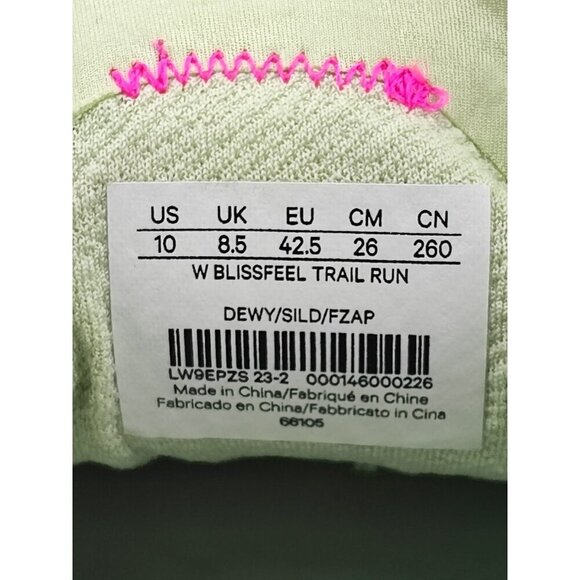 US UK EU CM CN
10 8.5 42.5 26 260
W BLISSFEEL TRAIL RUN
DEWY/SILD/FZAP
LW9EPZS 23-2 000146000226
Made in China/Fabriqué en Chine
Fabricado en China/Fabbricato in Cina
66105